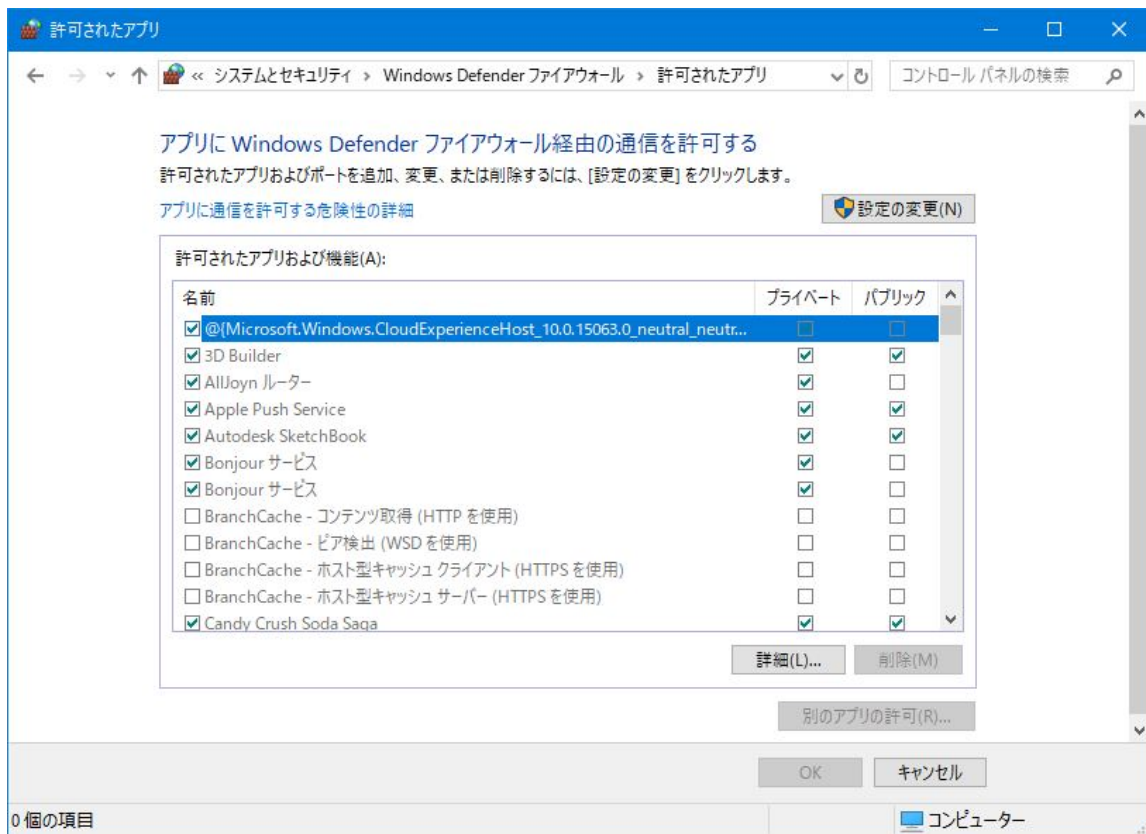 許可されたアプリ
« システムとセキュリティ › Windows Defender ファイアウォール › 許可されたアプリ
コントロール パネルの検索
アプリに Windows Defender ファイアウォール経由の通信を許可する
許可されたアプリおよびポートを追加、変更、または削除するには、[設定の変更] をクリックします。
アプリに通信を許可する危険性の詳細
設定の変更(N)
許可されたアプリおよび機能(A):
名前 プライベート パブリック
@{Microsoft.Windows.CloudExperienceHost_10.0.15063.0_neutral_neutr...
3D Builder
AllJoyn ルーター
Apple Push Service
Autodesk SketchBook
Bonjour サービス
Bonjour サービス
BranchCache - コンテンツ取得 (HTTP を使用)
BranchCache - ピア検出 (WSD を使用)
BranchCache - ホスト型キャッシュ クライアント (HTTPS を使用)
BranchCache - ホスト型キャッシュ サーバー (HTTPS を使用)
Candy Crush Soda Saga
詳細(L)... 削除(M)
別のアプリの許可(R)...
OK キャンセル
0 個の項目 コンピューター